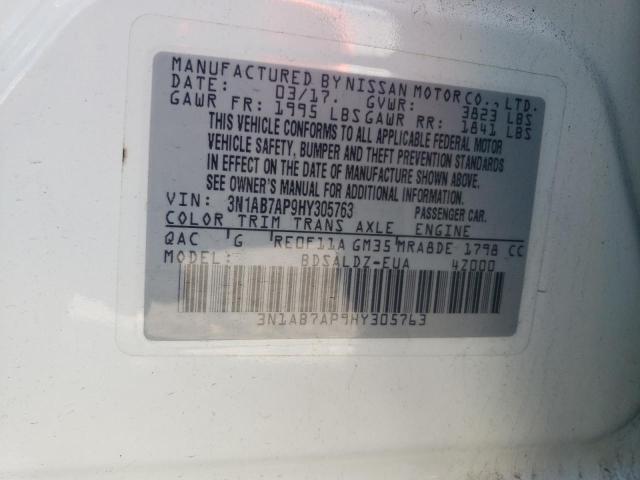 MANUFACTURED BY NISSAN MOTOR CO., LTD.
DATE: 03/17. GVWR: 3823 LBS
GAWR FR: 1995 LBS GAWR RR: 1841 LBS
THIS VEHICLE CONFORMS TO ALL APPLICABLE FEDERAL MOTOR
VEHICLE SAFETY, BUMPER AND THEFT PREVENTION STANDARDS
IN EFFECT ON THE DATE OF MANUFACTURE SHOWN ABOVE.
SEE OWNER'S MANUAL FOR ADDITIONAL INFORMATION.
VIN: 3N1AB7AP9HY305763 PASSENGER CAR.
COLOR TRIM TRANS AXLE ENGINE
QAC G RE0F11A GM35 MRA8DE 1798 CC
MODEL: BDSALDZ-EUA 42000
3N1AB7AP9HY305763